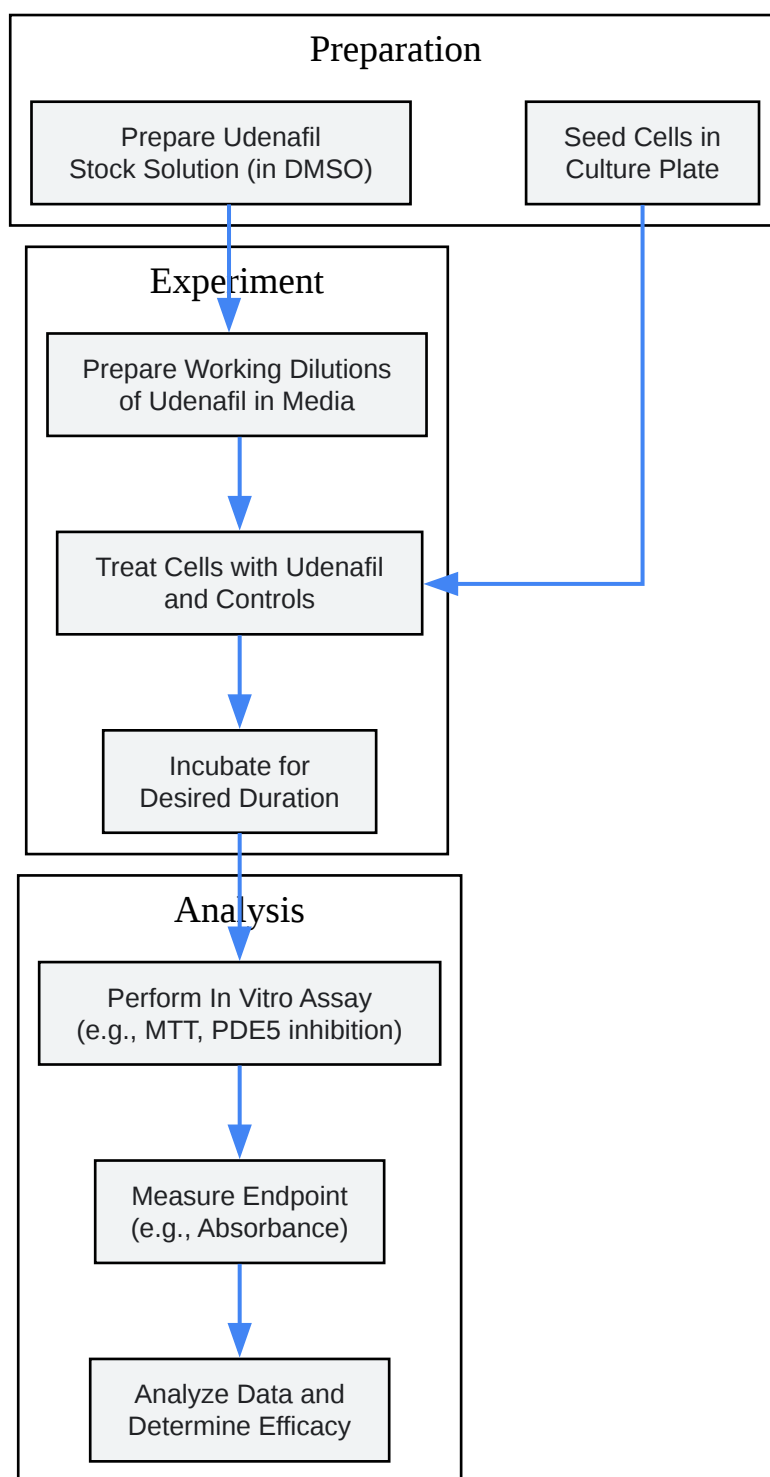 Preparation
Prepare Udenafil
Stock Solution (in DMSO)
Seed Cells in
Culture Plate
Experiment
Prepare Working Dilutions
of Udenafil in Media
Treat Cells with Udenafil
and Controls
Incubate for
Desired Duration
Analysis
Perform In Vitro Assay
(e.g., MTT, PDE5 inhibition)
Measure Endpoint
(e.g., Absorbance)
Analyze Data and
Determine Efficacy